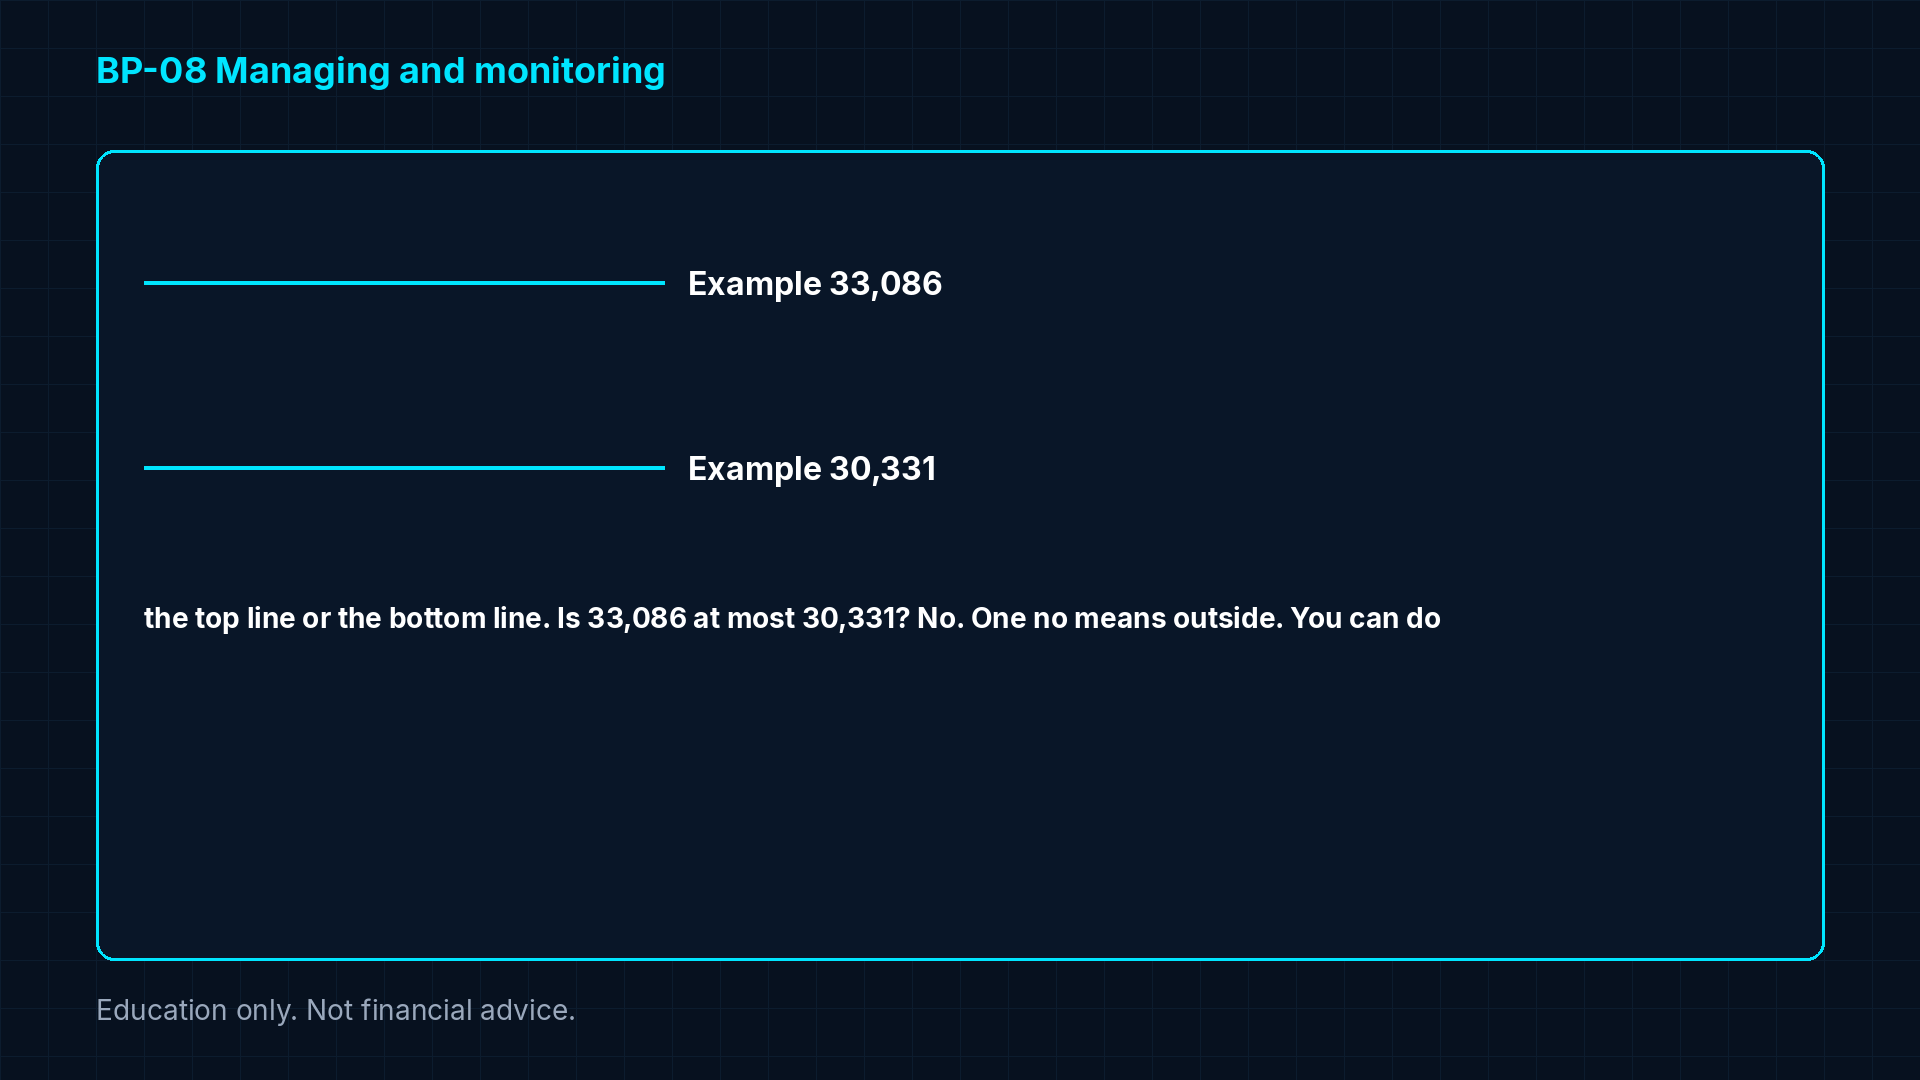 BP-08 Managing and monitoring
Example 33,086
Example 30,331
the top line or the bottom line. Is 33,086 at most 30,331? No. One no means outside. You can do
Education only. Not financial advice.